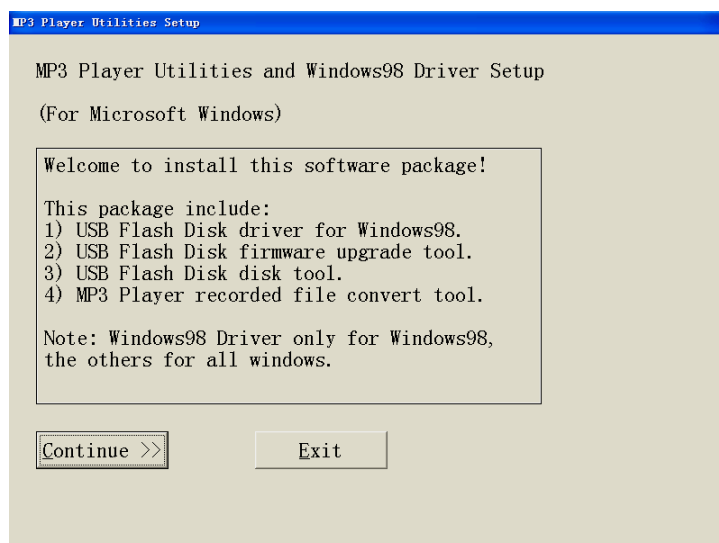 MP3 Player Utilities Setup
MP3 Player Utilities and Windows98 Driver Setup
(For Microsoft Windows)
Welcome to install this software package!
This package include:
1) USB Flash Disk driver for Windows98.
2) USB Flash Disk firmware upgrade tool.
3) USB Flash Disk disk tool.
4) MP3 Player recorded file convert tool.
Note: Windows98 Driver only for Windows98,
the others for all windows.
Continue >> Exit